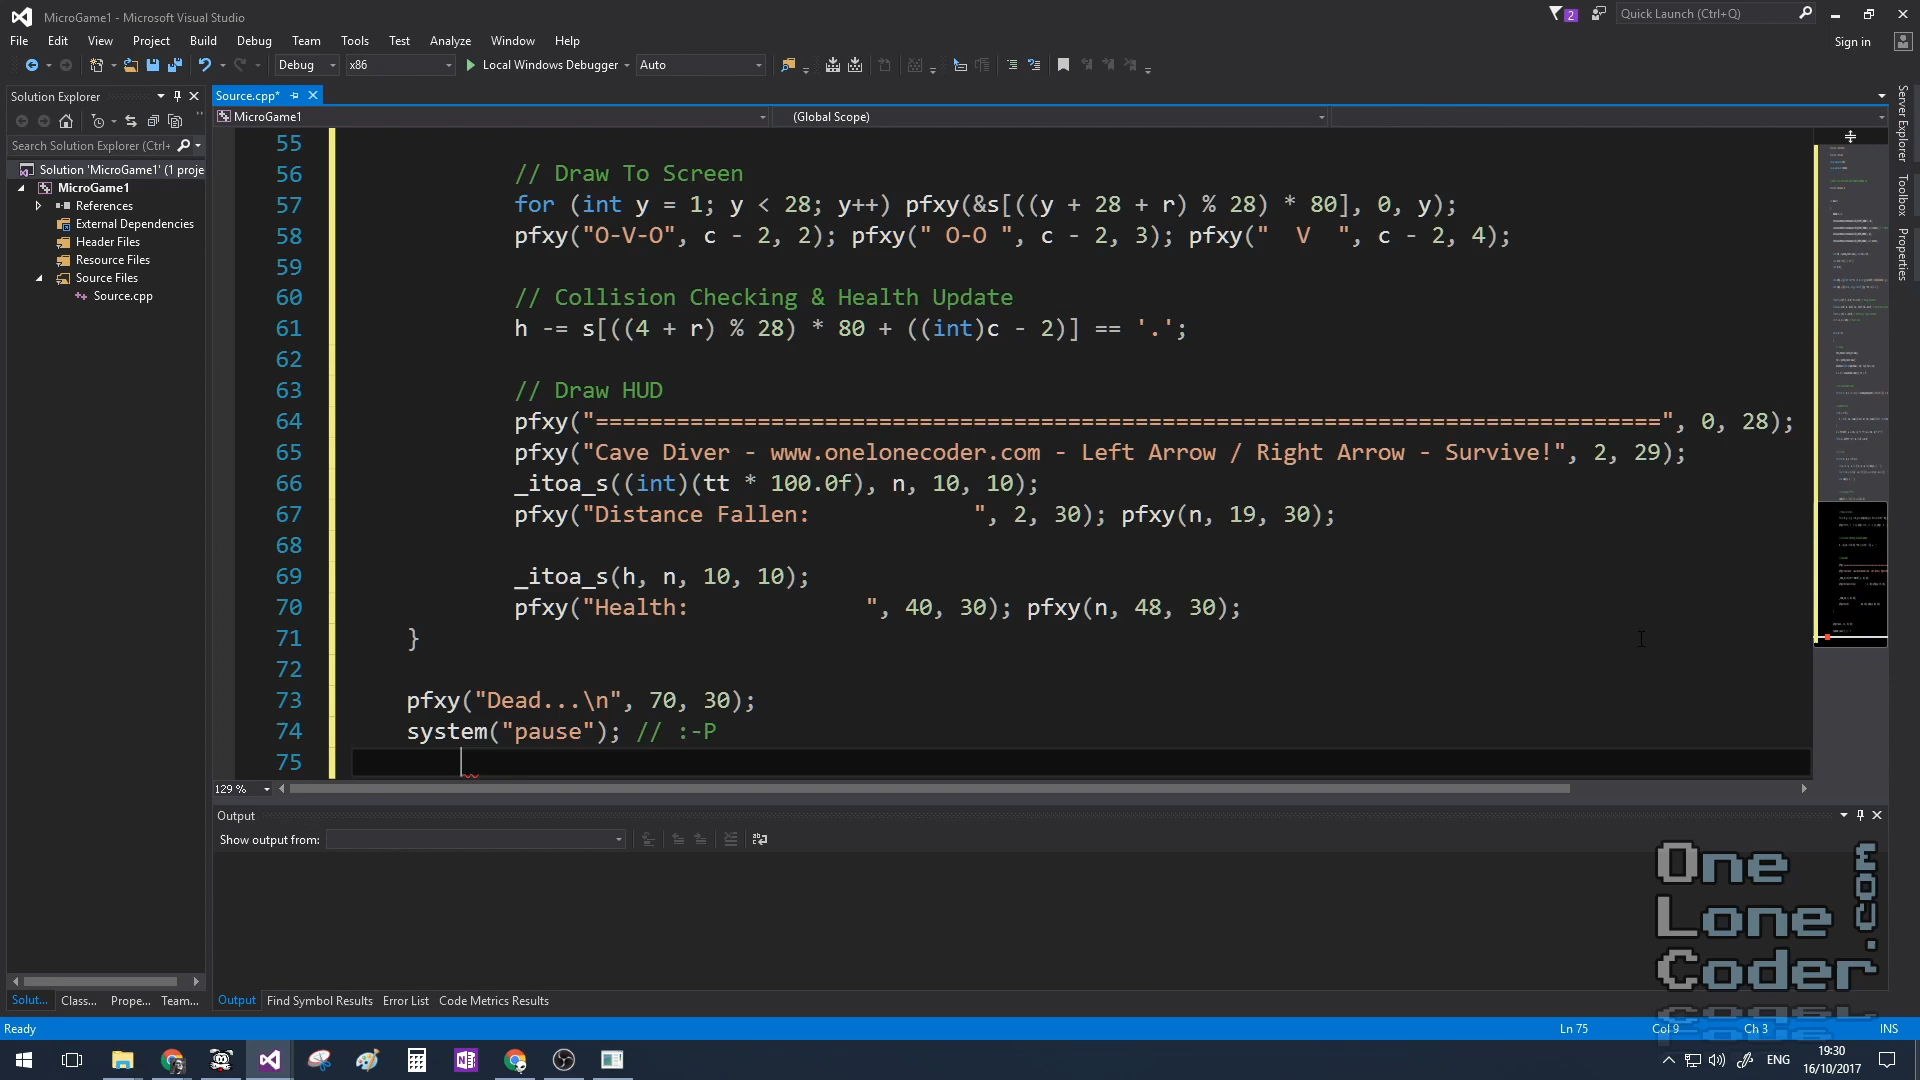 MicroGame1 - Microsoft Visual Studio
2
Quick Launch (Ctrl+Q)
File Edit View Project Build Debug Team Tools Test Analyze Window Help
Sign in
Debug x86 Local Windows Debugger Auto
Solution Explorer
Source.cpp*
MicroGame1
(Global Scope)
Search Solution Explorer (Ctrl+
Solution 'MicroGame1' (1 proje
MicroGame1
References
External Dependencies
Header Files
Resource Files
Source Files
Source.cpp
55
56 // Draw To Screen
57 for (int y = 1; y < 28; y++) pfxy(&s[((y + 28 + r) % 28) * 80], 0, y);
58 pfxy("O-V-O", c - 2, 2); pfxy(" O-O ", c - 2, 3); pfxy("  V  ", c - 2, 4);
59
60 // Collision Checking & Health Update
61 h -= s[((4 + r) % 28) * 80 + ((int)c - 2)] == '.';
62
63 // Draw HUD
64 pfxy("===============================================================================", 0, 28);
65 pfxy("Cave Diver - www.onelonecoder.com - Left Arrow / Right Arrow - Survive!", 2, 29);
66 _itoa_s((int)(tt * 100.0f), n, 10, 10);
67 pfxy("Distance Fallen:            ", 2, 30); pfxy(n, 19, 30);
68
69 _itoa_s(h, n, 10, 10);
70 pfxy("Health:             ", 40, 30); pfxy(n, 48, 30);
71 }
72
73 pfxy("Dead...\n", 70, 30);
74 system("pause"); // :-P
75
129 %
Output
Show output from:
Solut... Class... Prope... Team...
Output Find Symbol Results Error List Code Metrics Results
Server Explorer
Toolbox
Properties
One
Lone
Coder
.com
Ready
Ln 75 Col 9 Ch 3 INS
ENG
19:30
16/10/2017